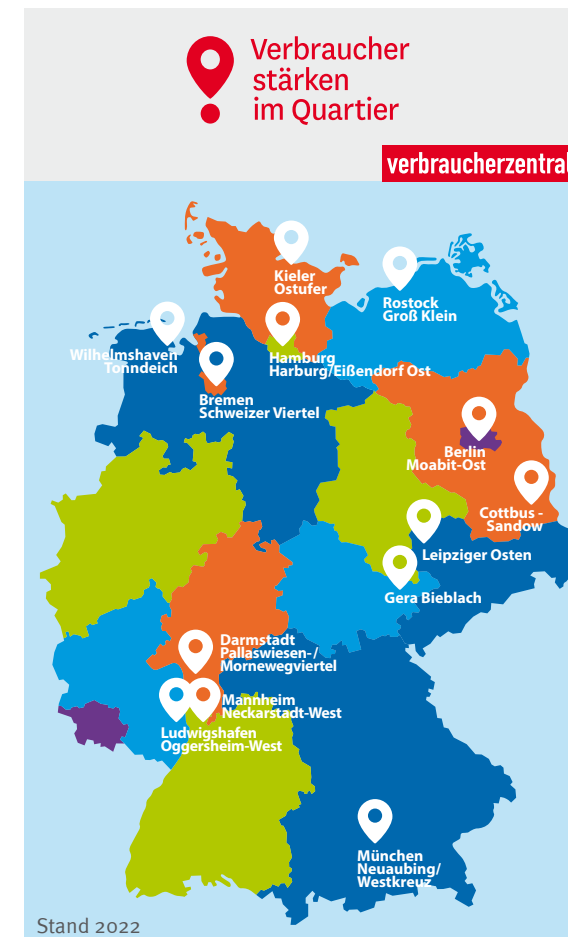 Verbraucher
stärken
im Quartier
verbraucherzentral
Kieler
Ostufer
Rostock
Groß Klein
Wilhelmshaven
Tonndeich
Hamburg
Harburg/Eißendorf Ost
Bremen
Schweizer Viertel
Berlin
Moabit-Ost
Cottbus -
Sandow
Leipziger Osten
Gera Bieblach
Darmstadt
Pallaswiesen-/
Mornewegviertel
Mannheim
Neckarstadt-West
Ludwigshafen
Oggersheim-West
München
Neuaubing/
Westkreuz
Stand 2022